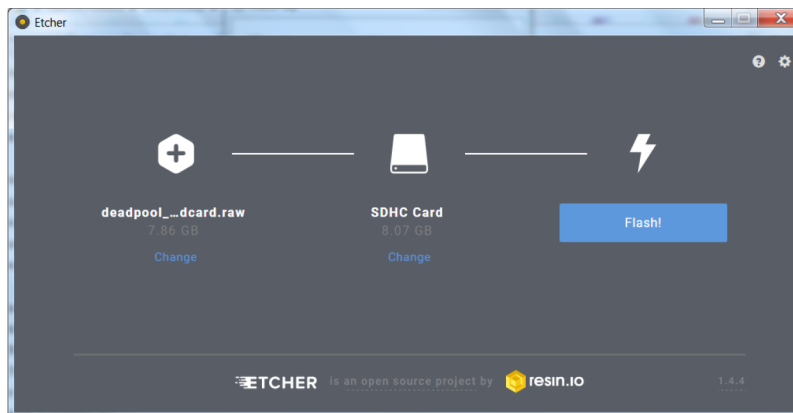 Etcher
deadpool_...dcard.raw
7.86 GB
Change
SDHC Card
8.07 GB
Change
Flash!
ETCHER is an open source project by resin.io
1.4.4